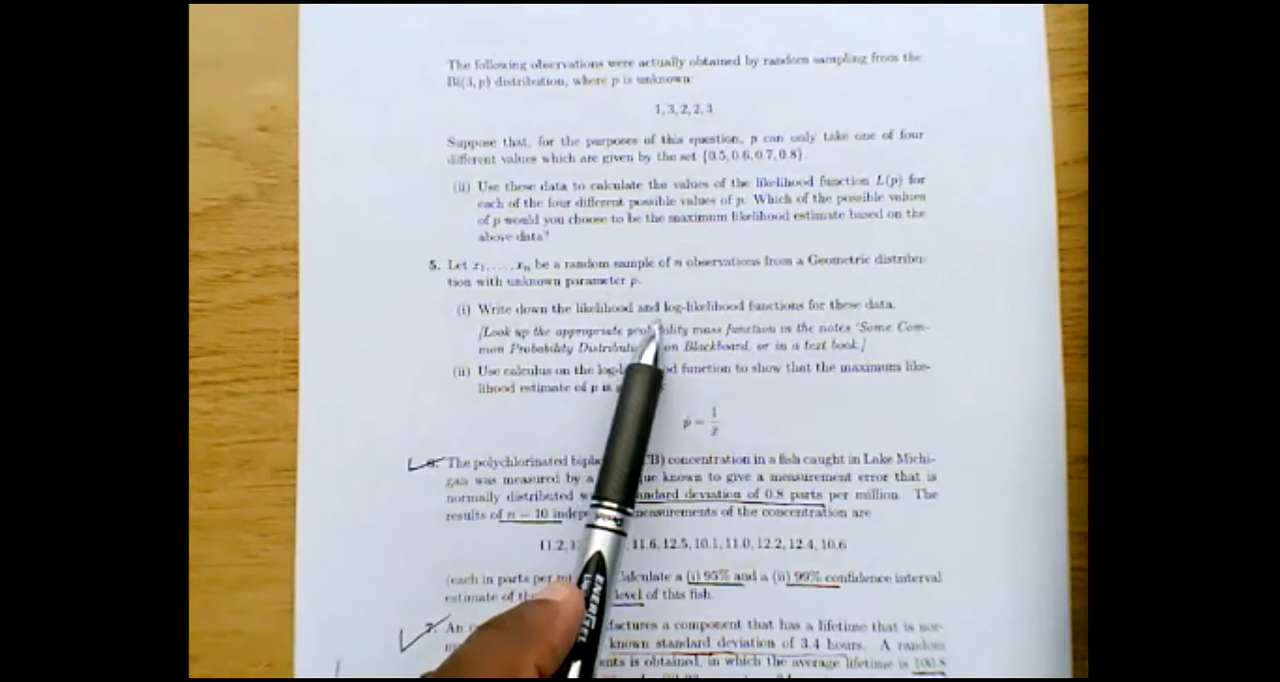 The following observations were actually obtained by random sampling from the
Bi(3, p) distribution, where p is unknown:
1, 3, 2, 2, 3
Suppose that, for the purposes of this question, p can only take one of four
different values which are given by the set {0.5, 0.6, 0.7, 0.8}.
(ii) Use these data to calculate the values of the likelihood function L(p) for
each of the four different possible values of p. Which of the possible values
of p would you choose to be the maximum likelihood estimate based on the
above data?
5. Let x₁, . . . , xₙ be a random sample of n observations from a Geometric distribu-
tion with unknown parameter p.
(i) Write down the likelihood and log-likelihood functions for these data.
[Look up the appropriate probability mass function in the notes 'Some Com-
mon Probability on Blackboard, or in a text book.]
(ii) Use calculus on the function to show that the maximum like-
lihood estimate of p is
p̂ = 1/x̄
6. The polychlorinated concentration in a fish caught in Lake Michi-
gan was measured by a known to give a measurement error that is
normally distributed deviation of 0.8 parts per million. The
results of n = 10 measurements of the concentration are
11.2, 11.6, 12.5, 10.1, 11.0, 12.2, 12.4, 10.6
(each in parts per Calculate a (i) 95% and a (ii) 99% confidence interval
estimate of level of this fish.
7. An a component that has a lifetime that is nor-
known standard deviation of 3.4 hours. A random
is obtained, in which the average lifetime is 100.8
ENERGEL